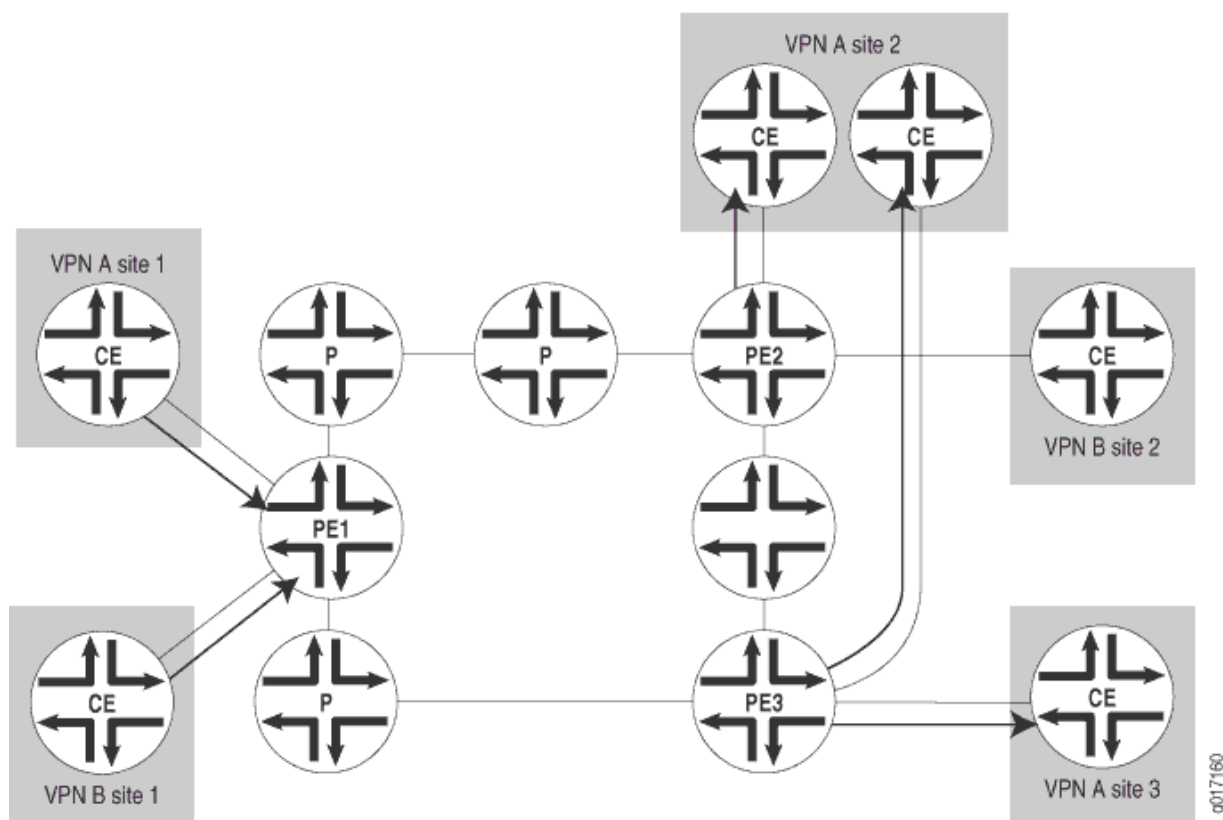 VPN A site 2
CE
CE
VPN A site 1
CE
P
P
PE2
CE
VPN B site 2
PE1
CE
VPN B site 1
P
PE3
CE
VPN A site 3
g017160